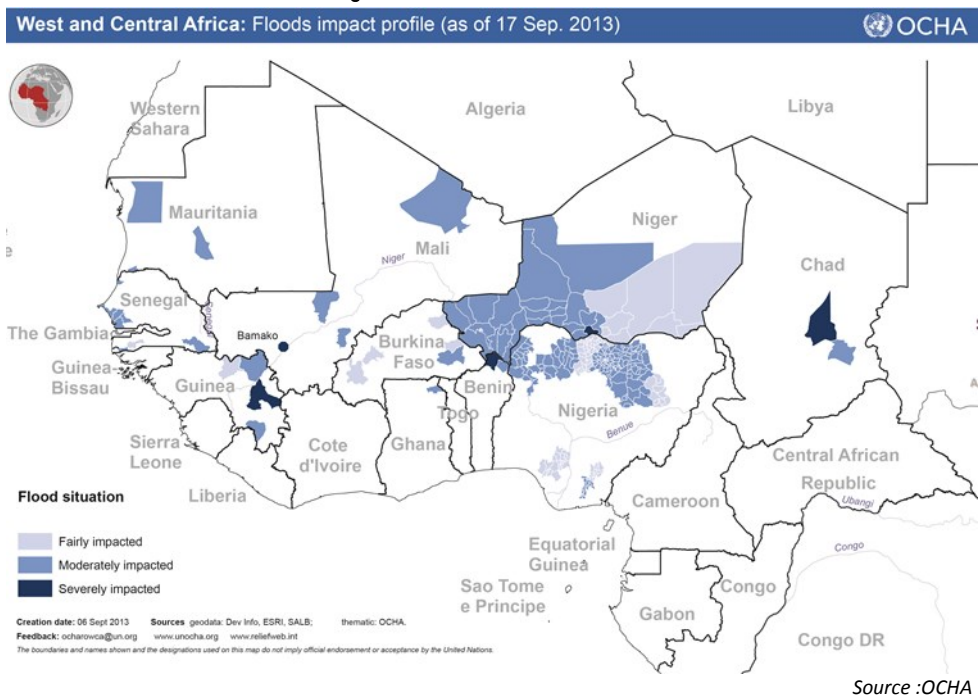 West and Central Africa: Floods impact profile (as of 17 Sep. 2013)
OCHA
Western
Sahara
Algeria
Libya
Mauritania
Niger
Mali
Niger
Chad
Senegal
Senegal
The Gambia
Bamako
Burkina
Faso
Guinea-
Bissau
Guinea
Benin
Togo
Nigeria
Benue
Sierra
Leone
Cote
d'Ivoire
Ghana
Central African
Republic
Liberia
Cameroon
Ubangi
Flood situation
Fairly impacted
Moderately impacted
Severely impacted
Equatorial
Guinea
Congo
Sao Tome
e Principe
Gabon
Congo
Congo DR
Creation date: 06 Sept 2013 Sources geodata: Dev Info, ESRI, SALB; thematic: OCHA.
Feedback: ocharowca@un.org www.unocha.org www.reliefweb.int
The boundaries and names shown and the designations used on this map do not imply official endorsement or acceptance by the United Nations.
Source :OCHA